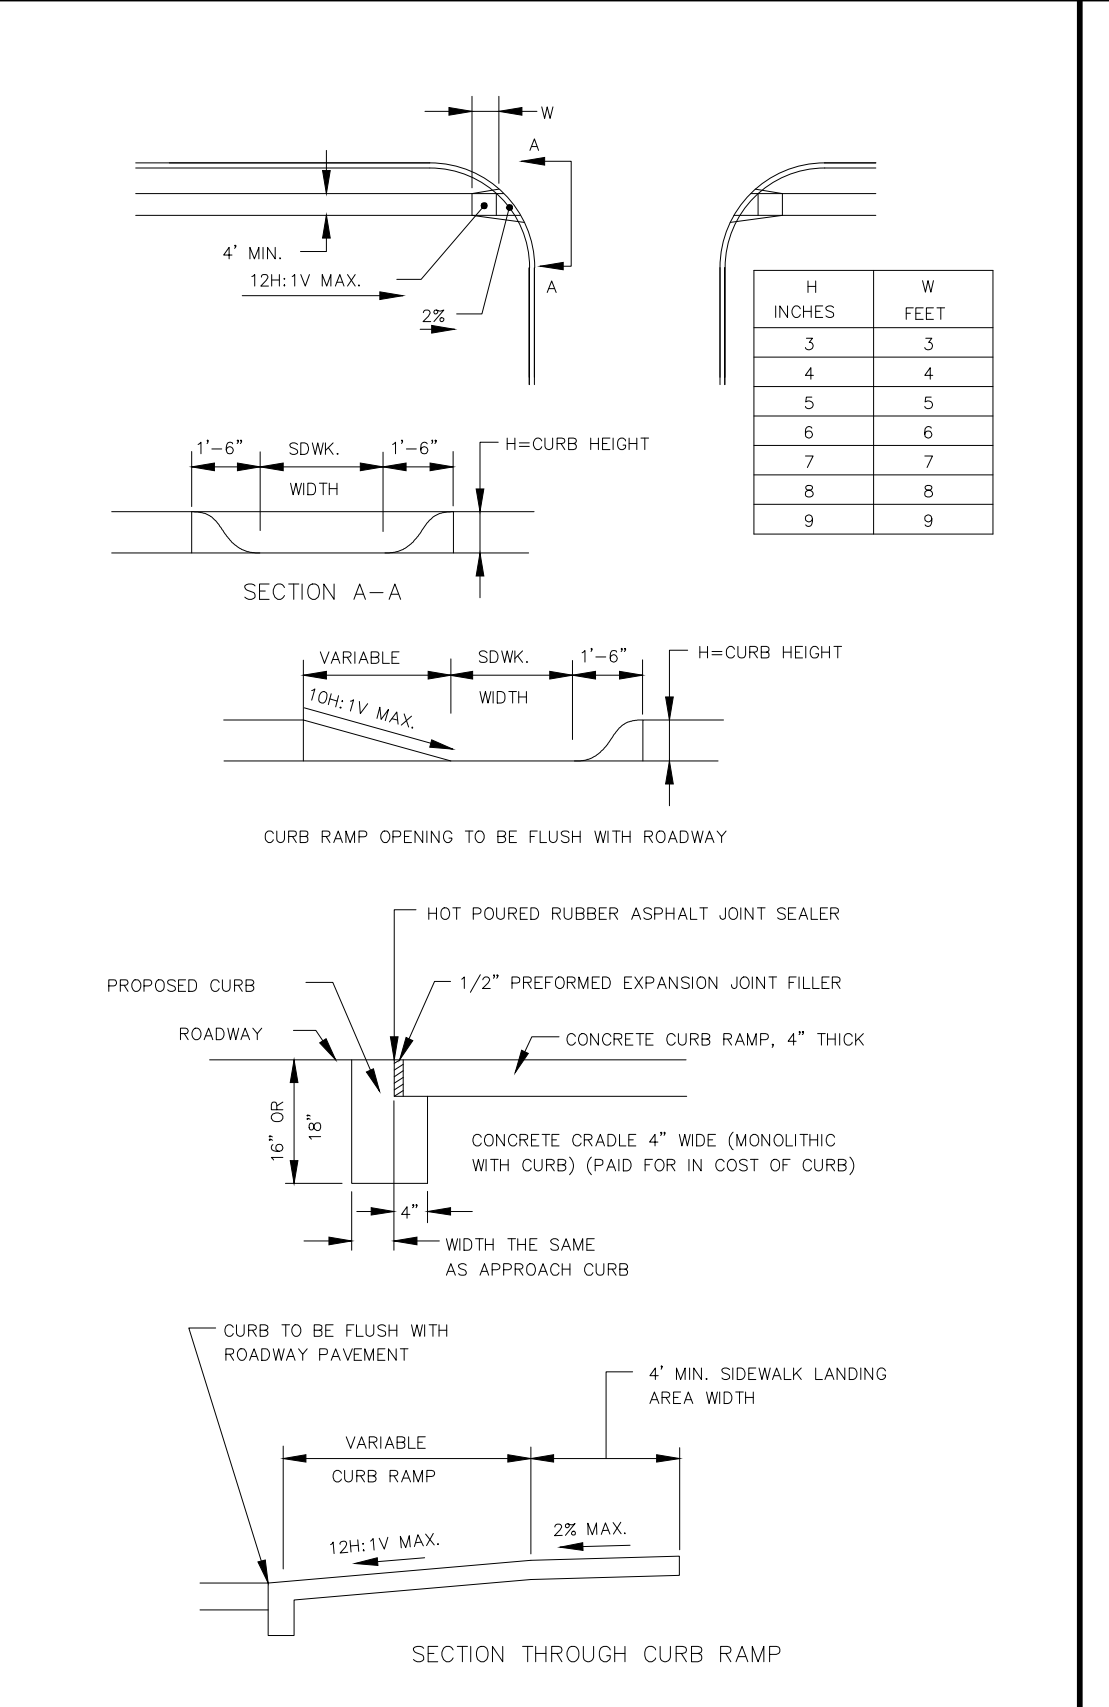 W
A
4' MIN.
12H:1V MAX.
A
2%
H W
INCHES FEET
3 3
4 4
5 5
6 6
7 7
8 8
9 9
1'-6" SDWK. 1'-6" H=CURB HEIGHT
WIDTH
SECTION A-A
VARIABLE SDWK. 1'-6" H=CURB HEIGHT
WIDTH
10H:1V MAX.
CURB RAMP OPENING TO BE FLUSH WITH ROADWAY
HOT POURED RUBBER ASPHALT JOINT SEALER
PROPOSED CURB 1/2" PREFORMED EXPANSION JOINT FILLER
ROADWAY CONCRETE CURB RAMP, 4" THICK
16" OR
18"
CONCRETE CRADLE 4" WIDE (MONOLITHIC
WITH CURB) (PAID FOR IN COST OF CURB)
4"
WIDTH THE SAME
AS APPROACH CURB
CURB TO BE FLUSH WITH
ROADWAY PAVEMENT
4' MIN. SIDEWALK LANDING
AREA WIDTH
VARIABLE
CURB RAMP
12H:1V MAX. 2% MAX.
SECTION THROUGH CURB RAMP